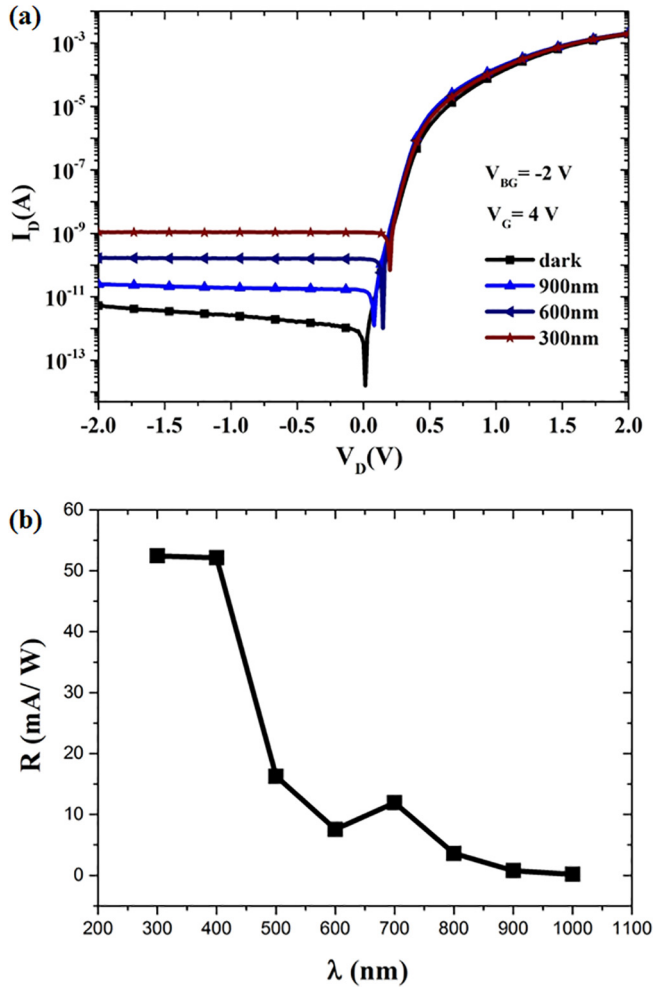 (a)
10^-3
10^-5
10^-7
10^-9
10^-11
10^-13
I_D(A)
V_BG= -2 V
V_G= 4 V
dark
900nm
600nm
300nm
-2.0 -1.5 -1.0 -0.5 0.0 0.5 1.0 1.5 2.0
V_D(V)
(b)
60
50
40
30
20
10
0
R (mA/ W)
200 300 400 500 600 700 800 900 1000 1100
λ (nm)